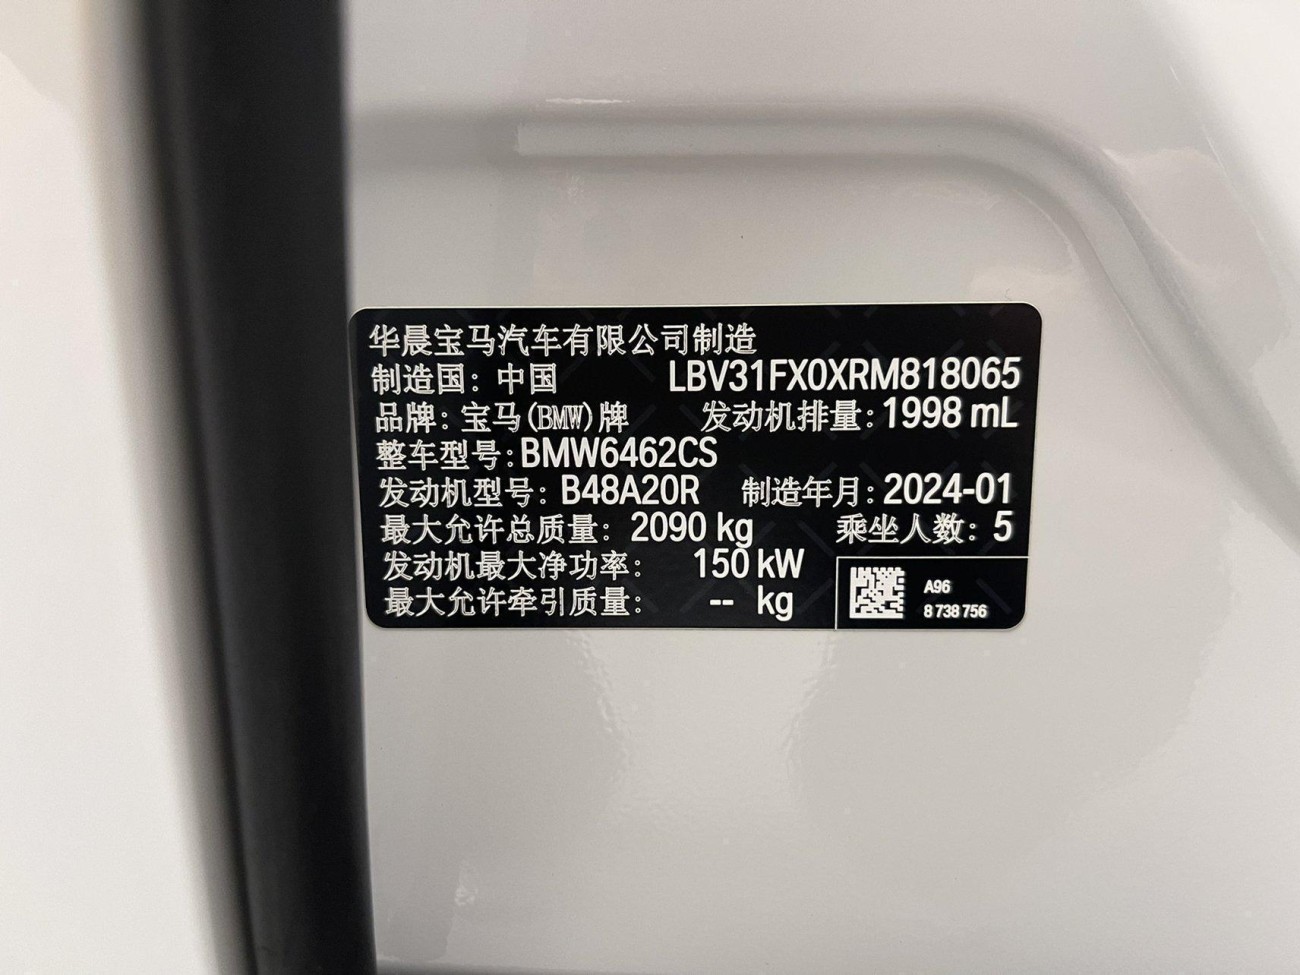 华晨宝马汽车有限公司制造
制造国：中国 LBV31FX0XRM818065
品牌：宝马(BMW)牌 发动机排量：1998 mL
整车型号：BMW6462CS
发动机型号：B48A20R 制造年月：2024-01
最大允许总质量：2090 kg 乘坐人数：5
发动机最大净功率：150 kW
最大允许牵引质量：-- kg
A96
8 738 756